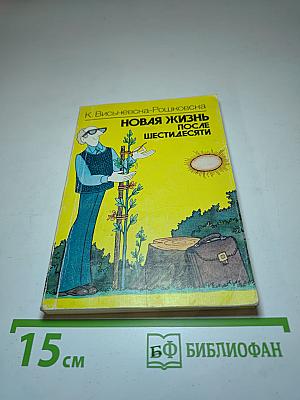 К. Висьневска-Рошковска
НОВАЯ ЖИЗНЬ
ПОСЛЕ
ШЕСТИДЕСЯТИ
15 см
БФ БИБЛИОФАН